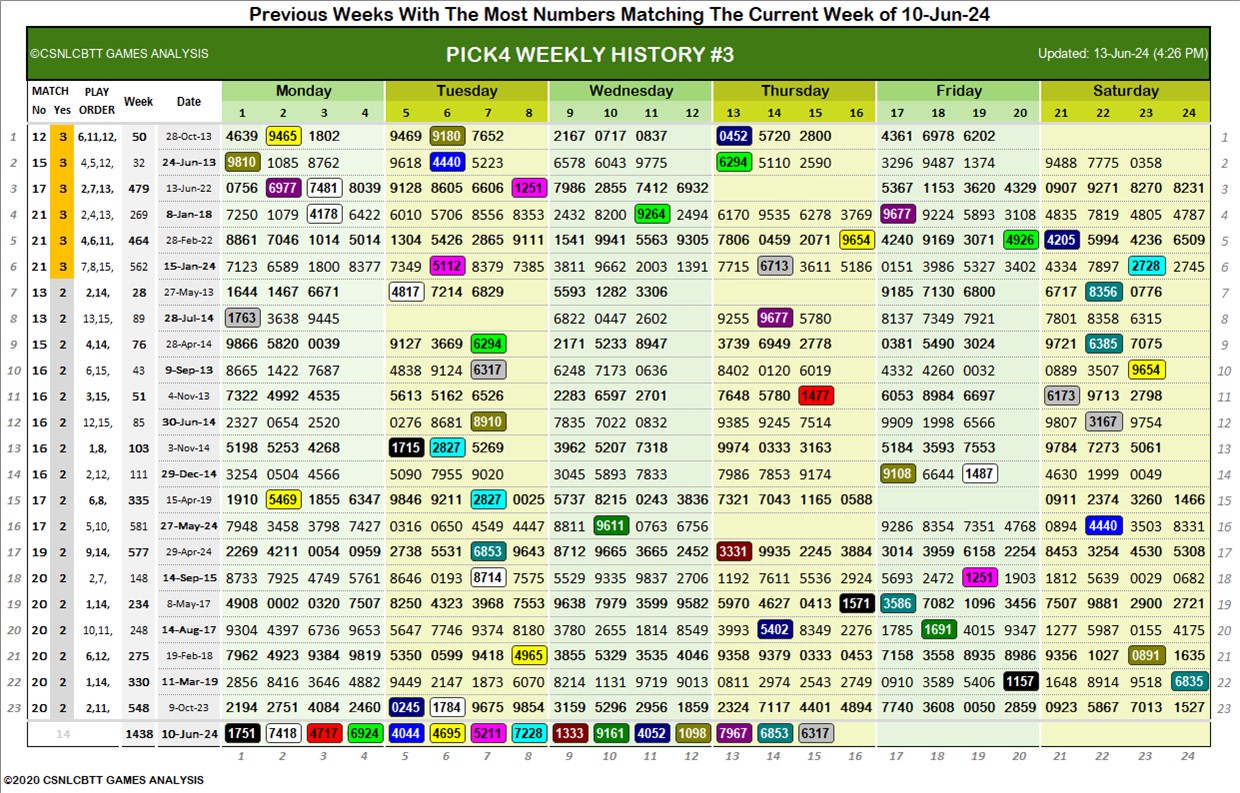 Previous Weeks With The Most Numbers Matching The Current Week of 10-Jun-24
©CSNLCBTT GAMES ANALYSIS PICK4 WEEKLY HISTORY #3 Updated: 13-Jun-24 (4:26 PM)
MATCH PLAY Week Date Monday Tuesday Wednesday Thursday Friday Saturday
No Yes ORDER 1 2 3 4 5 6 7 8 9 10 11 12 13 14 15 16 17 18 19 20 21 22 23 24
1 12 3 6,11,12, 50 28-Oct-13 4639 9465 1802 9469 9180 7652 2167 0717 0837 0452 5720 2800 4361 6978 6202 1
2 15 3 4,5,12, 32 24-Jun-13 9810 1085 8762 9618 4440 5223 6578 6043 9775 6294 5110 2590 3296 9487 1374 9488 7775 0358 2
3 17 3 2,7,13, 479 13-Jun-22 0756 6977 7481 8039 9128 8605 6606 1251 7986 2855 7412 6932 5367 1153 3620 4329 0907 9271 8270 8231 3
4 21 3 2,4,13, 269 8-Jan-18 7250 1079 4178 6422 6010 5706 8556 8353 2432 8200 9264 2494 6170 9535 6278 3769 9677 9224 5893 3108 4835 7819 4805 4787 4
5 21 3 4,6,11, 464 28-Feb-22 8861 7046 1014 5014 1304 5426 2865 9111 1541 9941 5563 9305 7806 0459 2071 9654 4240 9169 3071 4926 4205 5994 4236 6509 5
6 21 3 7,8,15, 562 15-Jan-24 7123 6589 1800 8377 7349 5112 8379 7385 3811 9662 2003 1391 7715 6713 3611 5186 0151 3986 5327 3402 4334 7897 2728 2745 6
7 13 2 2,14, 28 27-May-13 1644 1467 6671 4817 7214 6829 5593 1282 3306 9185 7130 6800 6717 8356 0776 7
8 13 2 13,15, 89 28-Jul-14 1763 3638 9445 6822 0447 2602 9255 9677 5780 8137 7349 7921 7801 8358 6315 8
9 15 2 4,14, 76 28-Apr-14 9866 5820 0039 9127 3669 6294 2171 5233 8947 3739 6949 2778 0381 5490 3024 9721 6385 7075 9
10 16 2 6,15, 43 9-Sep-13 8665 1422 7687 4838 9124 6317 6248 7173 0636 8402 0120 6019 4332 4260 0032 0889 3507 9654 10
11 16 2 3,15, 51 4-Nov-13 7322 4992 4535 5613 5162 6526 2283 6597 2701 7648 5780 1477 6053 8984 6697 6173 9713 2798 11
12 16 2 12,15, 85 30-Jun-14 2327 0654 2520 0276 8681 8910 7835 7022 0832 9385 9245 7514 9909 1998 6566 9807 3167 9754 12
13 16 2 1,8, 103 3-Nov-14 5198 5253 4268 1715 2827 5269 3962 5207 7318 9974 0333 3163 5184 3593 7553 9784 7273 5061 13
14 16 2 2,12, 111 29-Dec-14 3254 0504 4566 5090 7955 9020 3045 5893 7833 7986 7853 9174 9108 6644 1487 4630 1999 0049 14
15 17 2 6,8, 335 15-Apr-19 1910 5469 1855 6347 9846 9211 2827 0025 5737 8215 0243 3836 7321 7043 1165 0588 0911 2374 3260 1466 15
16 17 2 5,10, 581 27-May-24 7948 3458 3798 7427 0316 0650 4549 4447 8811 9611 0763 6756 9286 8354 7351 4768 0894 4440 3503 8331 16
17 19 2 9,14, 577 29-Apr-24 2269 4211 0054 0959 2738 5531 6853 9643 8712 9665 3665 2452 3331 9935 2245 3884 3014 3959 6158 2254 8453 3254 4530 5308 17
18 20 2 2,7, 148 14-Sep-15 8733 7925 4749 5761 8646 0193 8714 7575 5529 9335 9837 2706 1192 7611 5536 2924 5693 2472 1251 1903 1812 5639 0029 0682 18
19 20 2 1,14, 234 8-May-17 4908 0002 0320 7507 8250 4323 3968 7553 9638 7979 3599 9582 5970 4627 0413 1571 3586 7082 1096 3456 7507 9881 2900 2721 19
20 20 2 10,11, 248 14-Aug-17 9304 4397 6736 9653 5647 7746 9374 8180 3780 2655 1814 8549 3993 5402 8349 2276 1785 1691 4015 9347 1277 5987 0155 4175 20
21 20 2 6,12, 275 19-Feb-18 7962 4923 9384 9819 5350 0599 9418 4965 3855 5329 3535 4046 9358 9379 0333 0453 7158 3558 8935 8986 9356 1027 0891 1635 21
22 20 2 1,14, 330 11-Mar-19 2856 8416 3646 4882 9449 2147 1873 6070 8214 1131 9719 9013 0811 2994 2543 2749 0910 3589 5406 1157 1648 8914 9518 6835 22
23 20 2 2,11, 548 9-Oct-23 2194 2751 4084 2460 0245 1784 9675 9854 3159 5296 2956 1859 2324 7117 4401 4894 7740 3608 0050 2859 0923 5867 7013 1527 23
14 1438 10-Jun-24 1751 7418 4717 6924 4044 4695 5211 7228 1333 9161 4052 1098 7967 6853 6317
1 2 3 4 5 6 7 8 9 10 11 12 13 14 15 16 17 18 19 20 21 22 23 24
©2020 CSNLCBTT GAMES ANALYSIS